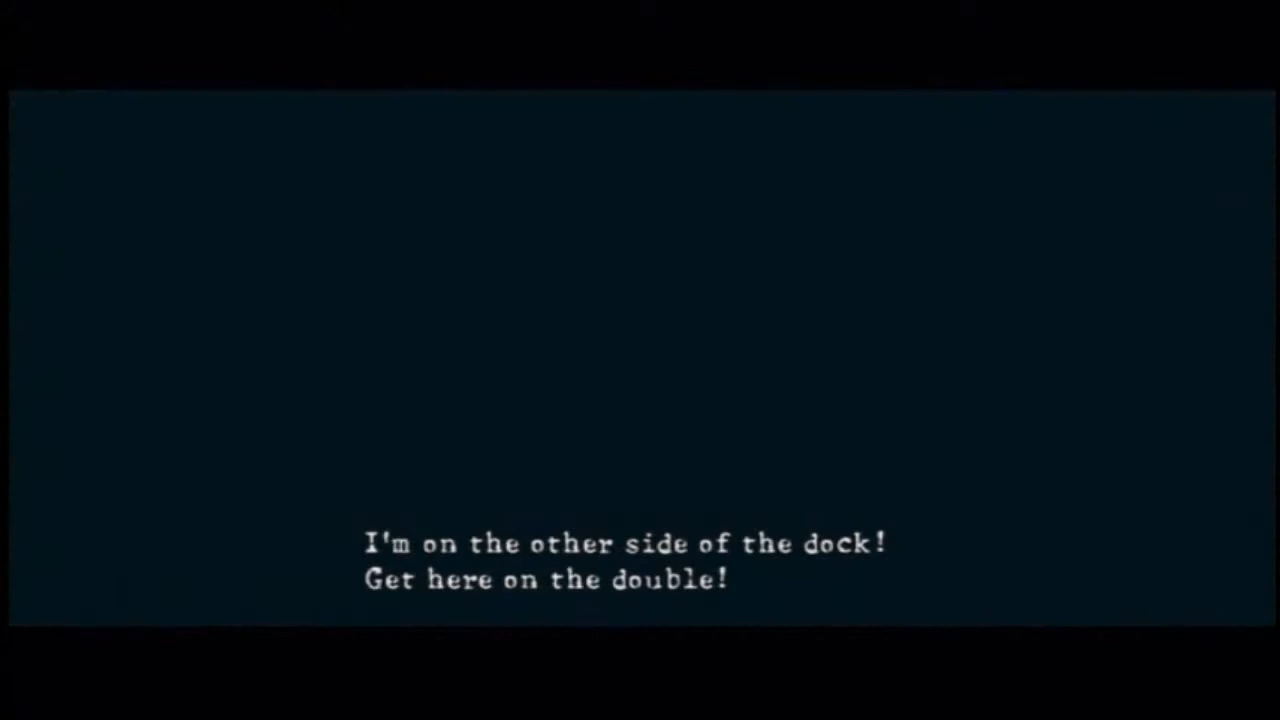 I'm on the other side of the dock!
Get here on the double!